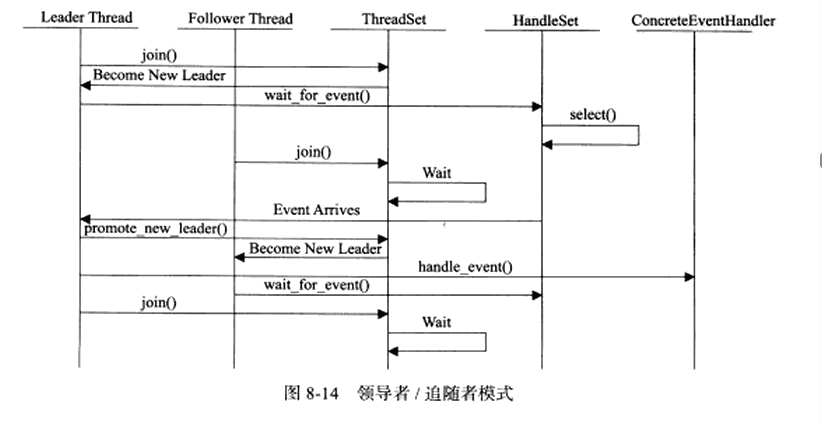 Leader Thread
Follower Thread
ThreadSet
HandleSet
ConcreteEventHandler
join()
Become New Leader
wait_for_event()
select()
join()
Wait
Event Arrives
promote_new_leader()
Become New Leader
handle_event()
wait_for_event()
join()
Wait
图 8-14 领导者 / 追随者模式